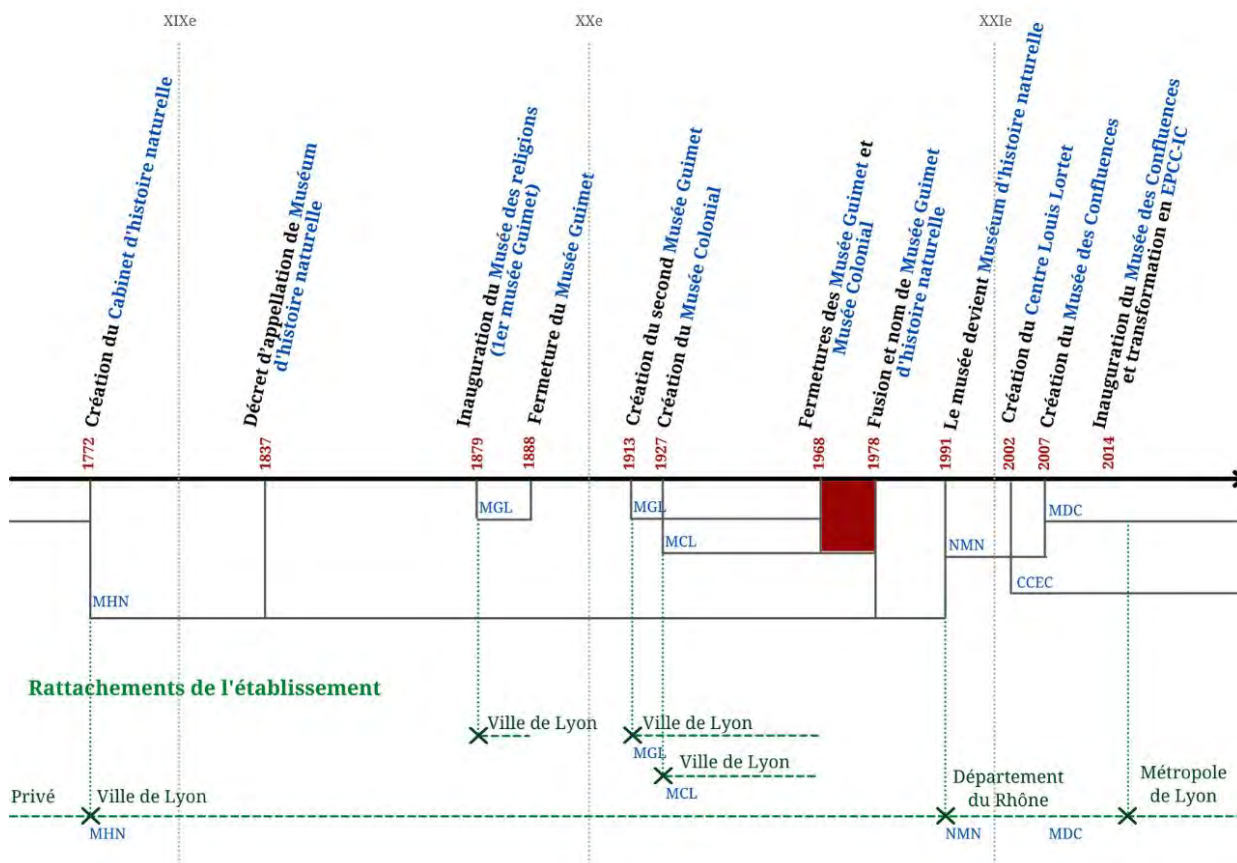 XIXe
XXe
XXIe
Création du Cabinet d'histoire naturelle
Décret d'appellation de Muséum
d'histoire naturelle
Inauguration du Musée des religions
(1er musée Guimet)
Fermeture du Musée Guimet
Création du second Musée Guimet
Création du Musée Colonial
Fermetures des Musée Guimet et
Musée Colonial
Fusion et nom de Musée Guimet
d'histoire naturelle
Le musée devient Muséum d'histoire naturelle
Création du Centre Louis Lortet
Création du Musée des Confluences
Inauguration du Musée des Confluences
et transformation en EPCC-IC
1772
1837
1879
1888
1913
1927
1968
1978
1991
2002
2007
2014
MGL
MGL
MDC
MCL
NMN
CCEC
MHN
Rattachements de l'établissement
Ville de Lyon
Ville de Lyon
MGL
Ville de Lyon
MCL
Privé
Ville de Lyon
Département
du Rhône
Métropole
de Lyon
MHN
NMN
MDC